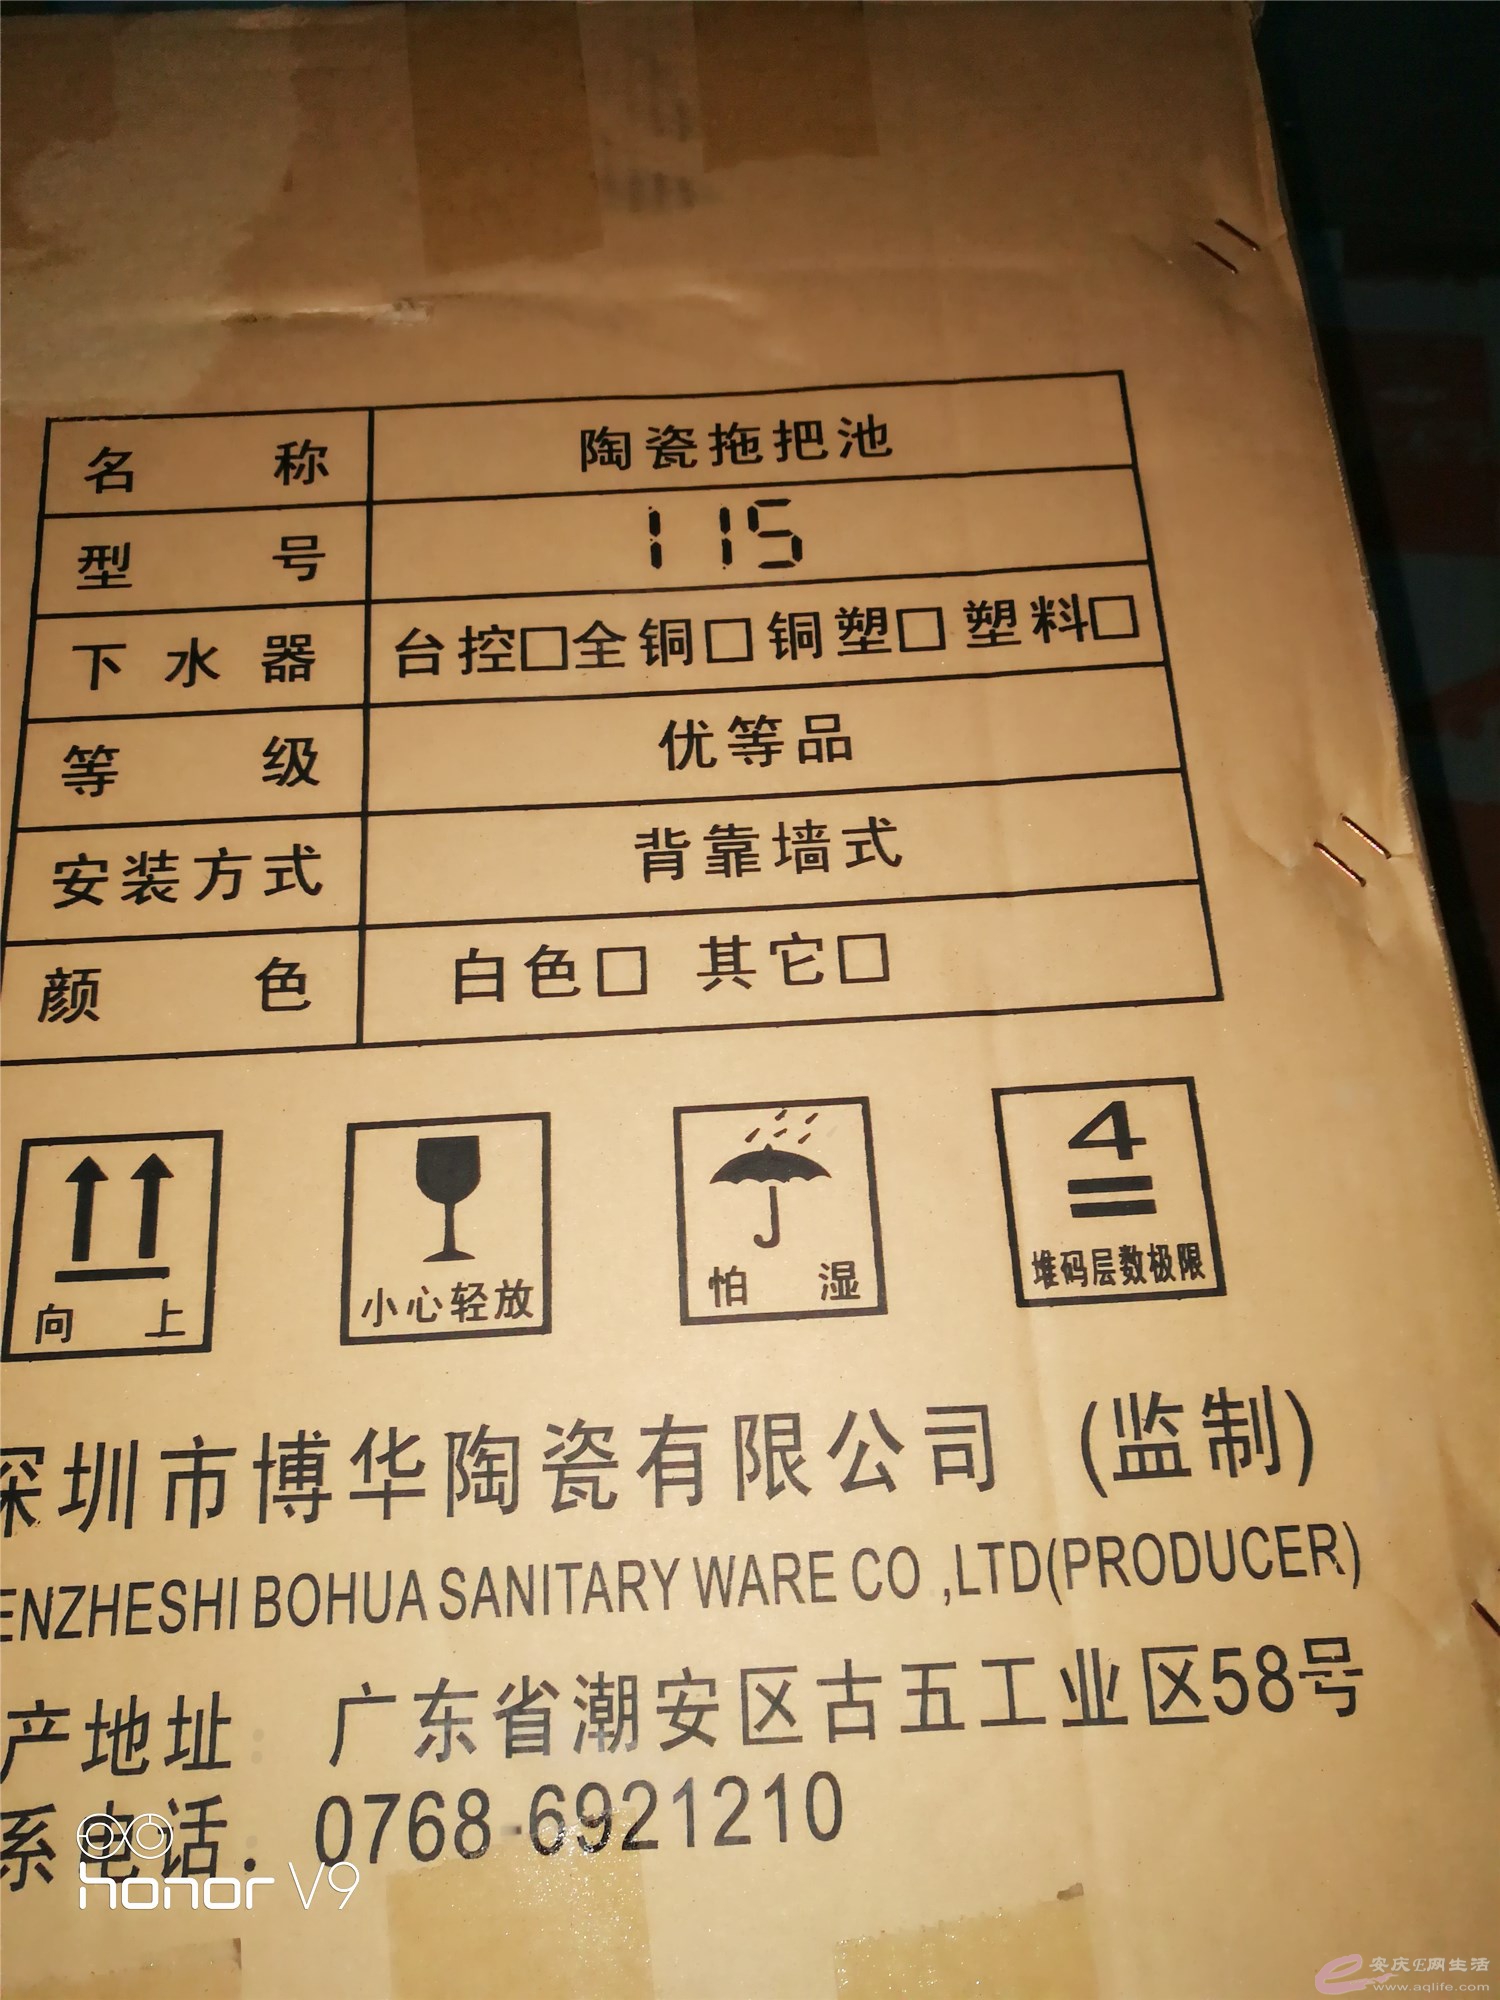 名称 陶瓷拖把池
型号 115
下水器 台控□全铜□铜塑□塑料□
等级 优等品
安装方式 背靠墙式
颜色 白色□ 其它□
向上
小心轻放
怕湿
4
堆码层数极限
深圳市博华陶瓷有限公司 (监制)
ENZHESHI BOHUA SANITARY WARE CO ,LTD(PRODUCER)
产地址 广东省潮安区古五工业区58号
系电话: 0768-6921210
honor V9
安庆E网生活
www.aqlife.com